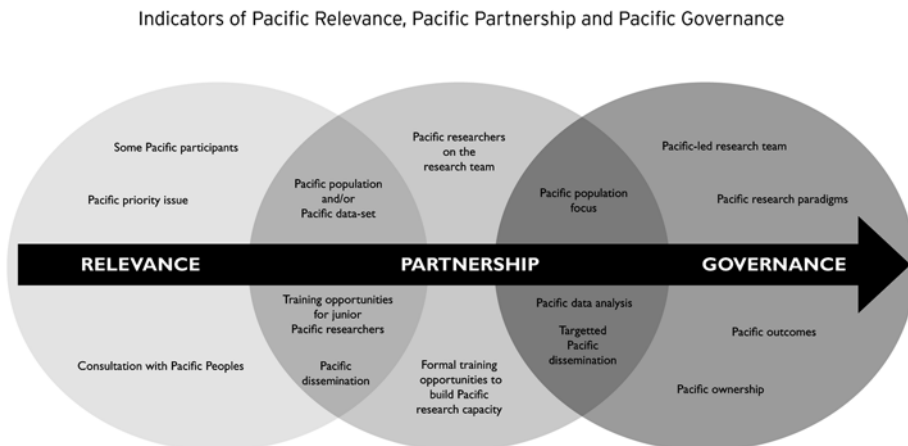 Indicators of Pacific Relevance, Pacific Partnership and Pacific Governance
Some Pacific participants
Pacific priority issue
Pacific population
and/or
Pacific data-set
Pacific researchers
on the
research team
Pacific population
focus
Pacific-led research team
Pacific research paradigms
RELEVANCE
PARTNERSHIP
GOVERNANCE
Consultation with Pacific Peoples
Training opportunities
for junior
Pacific researchers
Pacific
dissemination
Formal training
opportunities to
build Pacific
research capacity
Pacific data analysis
Targetted
Pacific
dissemination
Pacific outcomes
Pacific ownership